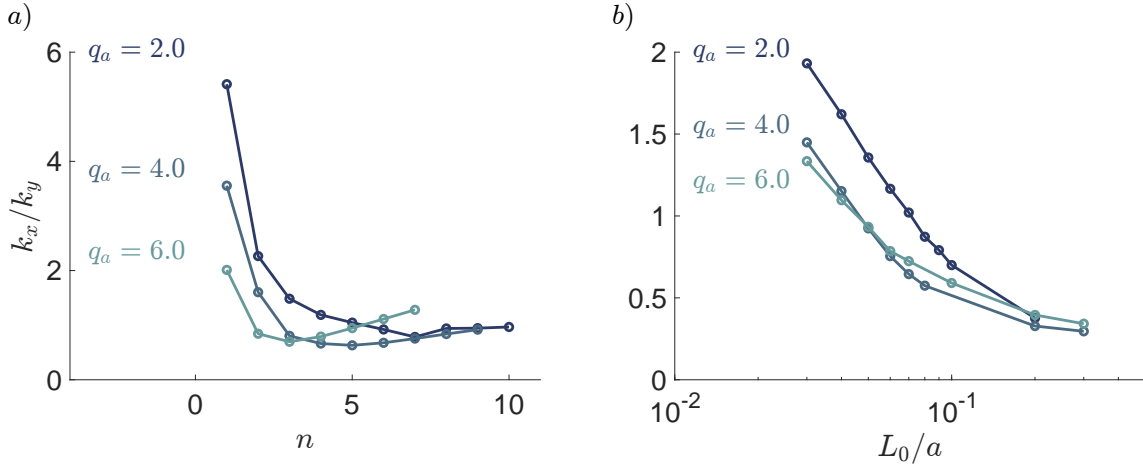 a)
6
4
2
0
0
5
10
k_x/k_y
n
q_a = 2.0
q_a = 4.0
q_a = 6.0
b)
2
1.5
1
0.5
0
10^-2
10^-1
L_0/a
q_a = 2.0
q_a = 4.0
q_a = 6.0